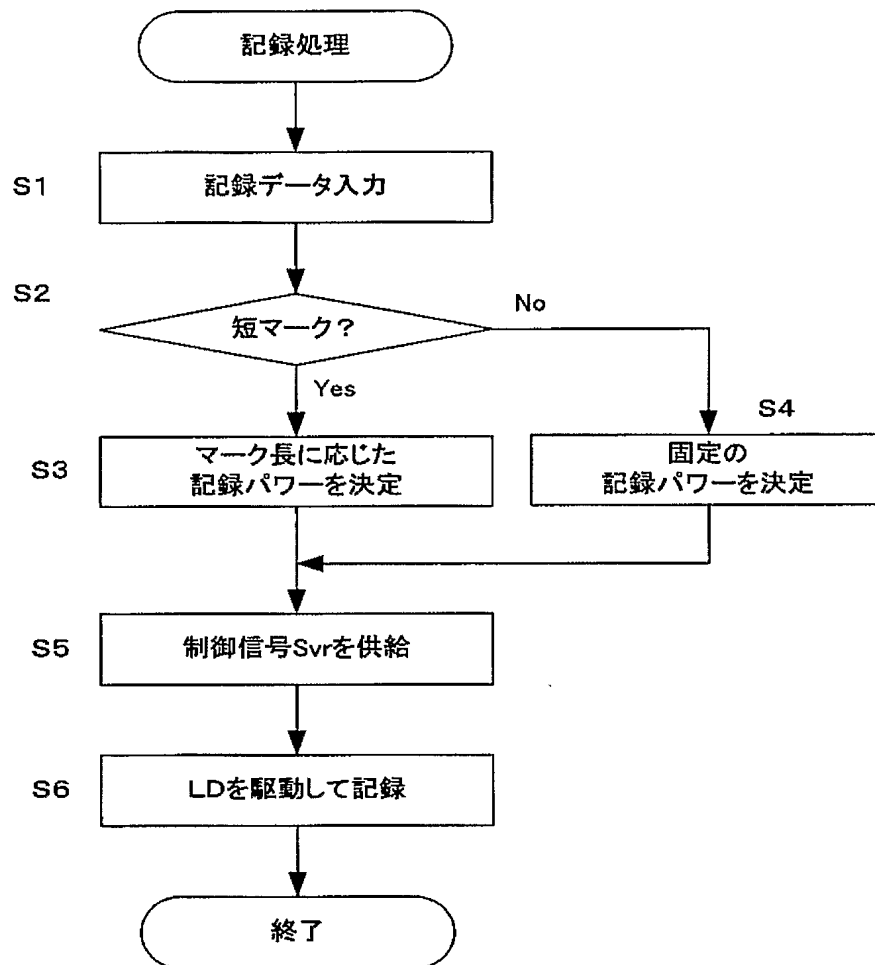 記録処理
S1
記録データ入力
S2
短マーク?
No
Yes
S4
S3
マーク長に応じた
記録パワーを決定
固定の
記録パワーを決定
S5
制御信号Svrを供給
S6
LDを駆動して記録
終了